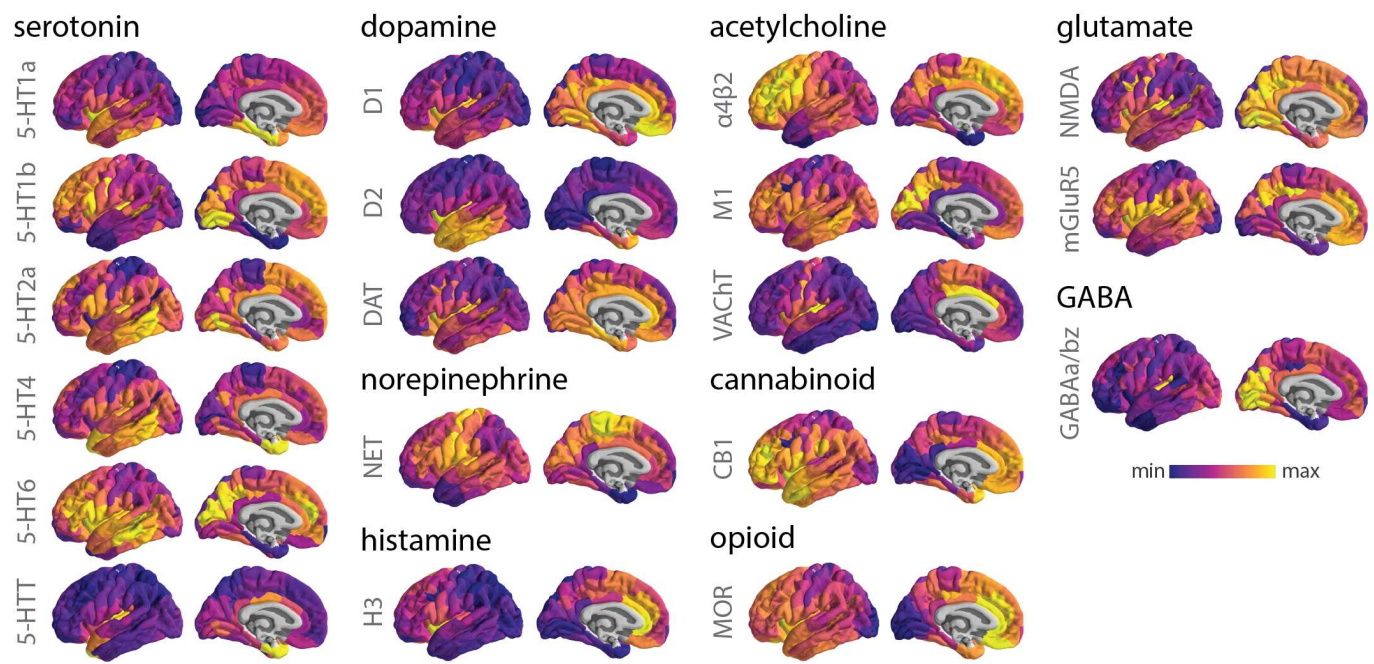 serotonin
5-HT1a
5-HT1b
5-HT2a
5-HT4
5-HT6
5-HTT
dopamine
D1
D2
DAT
norepinephrine
NET
histamine
H3
acetylcholine
α4β2
M1
VAChT
cannabinoid
CB1
opioid
MOR
glutamate
NMDA
mGluR5
GABA
GABAa/bz
min max